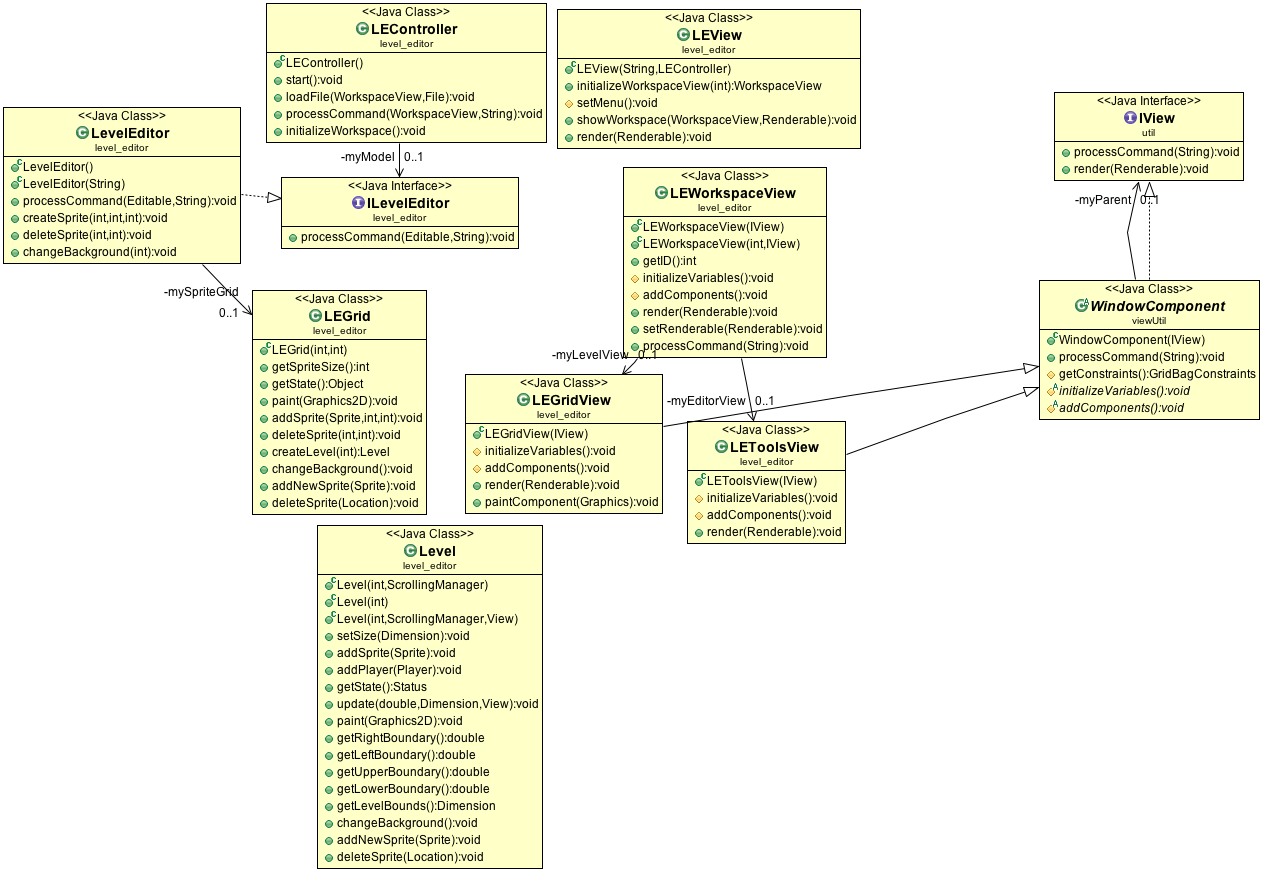 <<Java Class>>
LEController
level_editor
LEController()
start():void
loadFile(WorkspaceView,File):void
processCommand(WorkspaceView,String):void
initializeWorkspace():void
<<Java Class>>
LEView
level_editor
LEView(String,LEController)
initializeWorkspaceView(int):WorkspaceView
setMenu():void
showWorkspace(WorkspaceView,Renderable):void
render(Renderable):void
<<Java Interface>>
IView
util
processCommand(String):void
render(Renderable):void
<<Java Class>>
LevelEditor
level_editor
LevelEditor()
LevelEditor(String)
processCommand(Editable,String):void
createSprite(int,int,int):void
deleteSprite(int,int):void
changeBackground(int):void
-myModel 0..1
<<Java Interface>>
ILevelEditor
level_editor
processCommand(Editable,String):void
<<Java Class>>
LEWorkspaceView
level_editor
LEWorkspaceView(IView)
LEWorkspaceView(int,IView)
getID():int
initializeVariables():void
addComponents():void
render(Renderable):void
setRenderable(Renderable):void
processCommand(String):void
-myParent 0..1
<<Java Class>>
WindowComponent
viewUtil
WindowComponent(IView)
processCommand(String):void
getConstraints():GridBagConstraints
initializeVariables():void
addComponents():void
-mySpriteGrid
0..1
<<Java Class>>
LEGrid
level_editor
LEGrid(int,int)
getSpriteSize():int
getState():Object
paint(Graphics2D):void
addSprite(Sprite,int,int):void
deleteSprite(int,int):void
createLevel(int):Level
changeBackground():void
addNewSprite(Sprite):void
deleteSprite(Location):void
-myLevelView 0..1
<<Java Class>>
LEGridView
level_editor
LEGridView(IView)
initializeVariables():void
addComponents():void
render(Renderable):void
paintComponent(Graphics):void
-myEditorView 0..1
<<Java Class>>
LEToolsView
level_editor
LEToolsView(IView)
initializeVariables():void
addComponents():void
render(Renderable):void
<<Java Class>>
Level
level_editor
Level(int,ScrollingManager)
Level(int)
Level(int,ScrollingManager,View)
setSize(Dimension):void
addSprite(Sprite):void
addPlayer(Player):void
getState():Status
update(double,Dimension,View):void
paint(Graphics2D):void
getRightBoundary():double
getLeftBoundary():double
getUpperBoundary():double
getLowerBoundary():double
getLevelBounds():Dimension
changeBackground():void
addNewSprite(Sprite):void
deleteSprite(Location):void